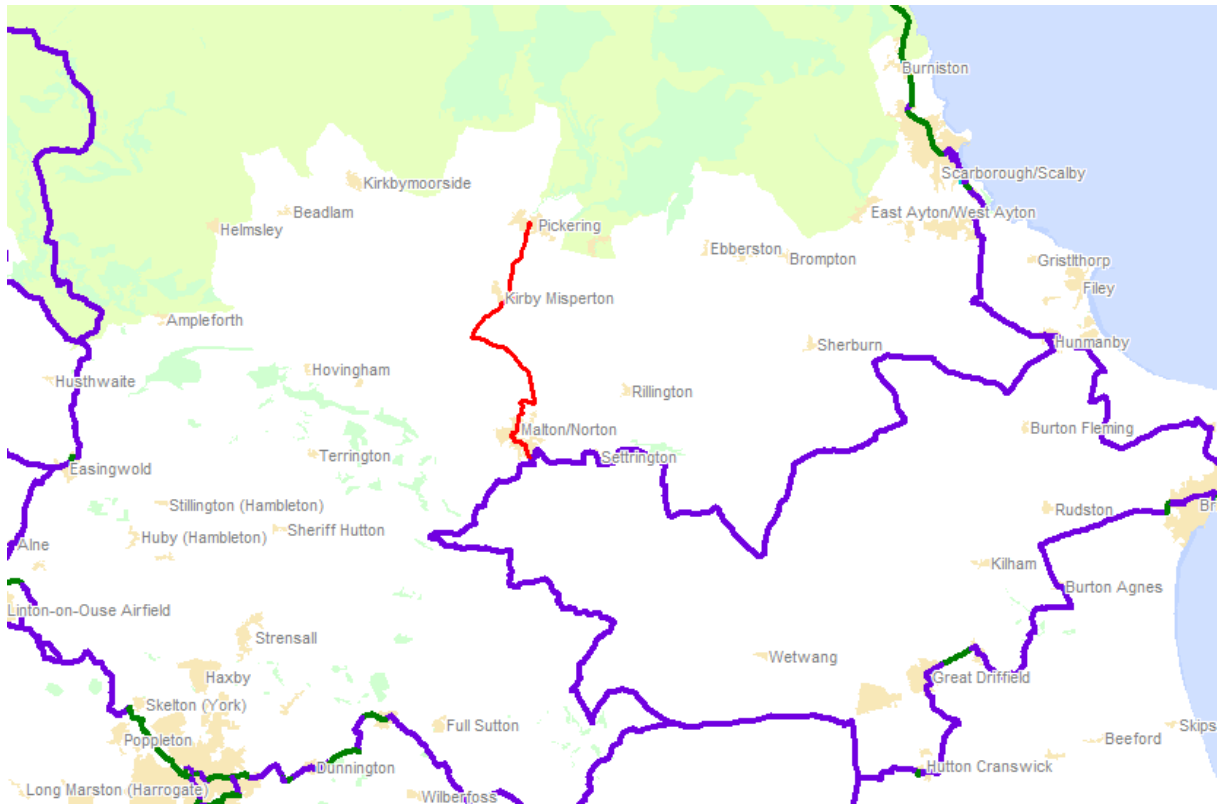 Burniston
Scarborough/Scalby
Kirkbymoorside
Beadlam
Helmsley
Pickering
East Ayton/West Ayton
Ebberston
Brompton
Gristlthorp
Filey
Kirby Misperton
Ampleforth
Sherburn
Hunmanby
Husthwaite
Hovingham
Rillington
Malton/Norton
Burton Fleming
Terrington
Settrington
Easingwold
Stillington (Hambleton)
Rudston
Br
Huby (Hambleton)
Sheriff Hutton
Alne
Kilham
Burton Agnes
Linton-on-Ouse Airfield
Strensall
Wetwang
Haxby
Great Driffield
Skelton (York)
Full Sutton
Skips
Poppleton
Beeford
Dunnington
Hutton Cranswick
Long Marston (Harrogate)
Wilberfoss